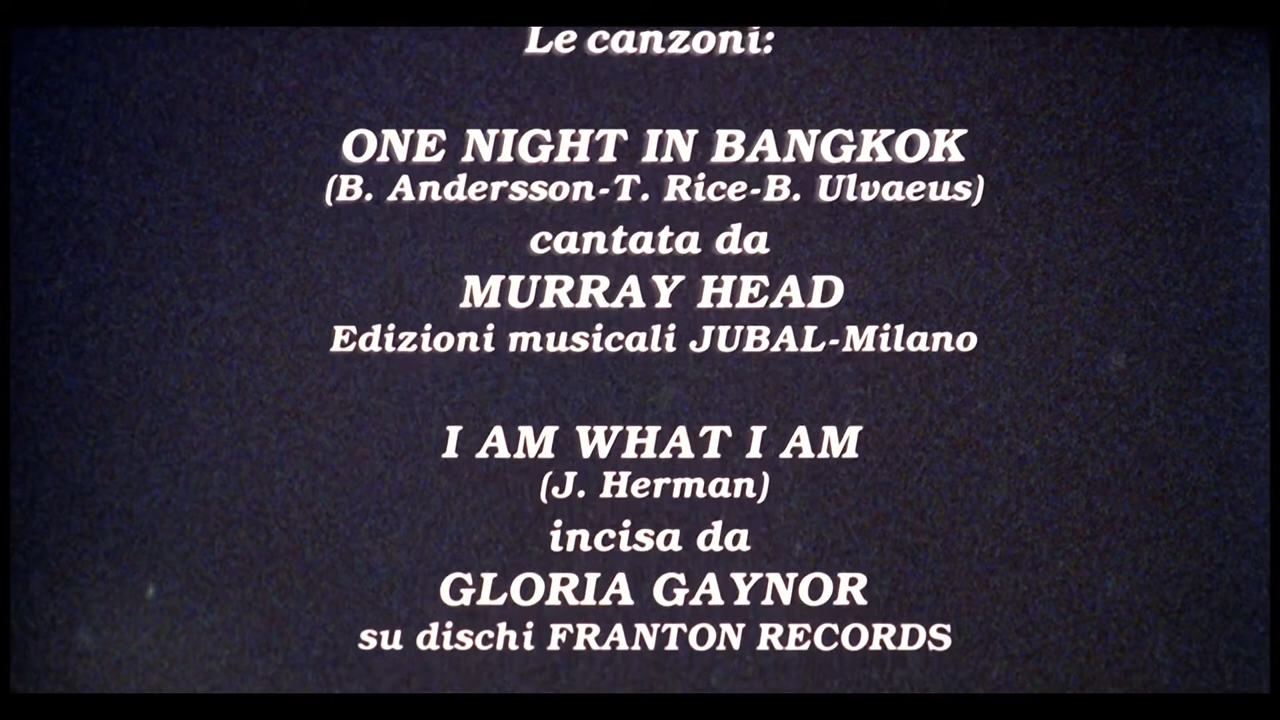 Le canzoni:
ONE NIGHT IN BANGKOK
(B. Andersson-T. Rice-B. Ulvaeus)
cantata da
MURRAY HEAD
Edizioni musicali JUBAL-Milano
I AM WHAT I AM
(J. Herman)
incisa da
GLORIA GAYNOR
su dischi FRANTON RECORDS